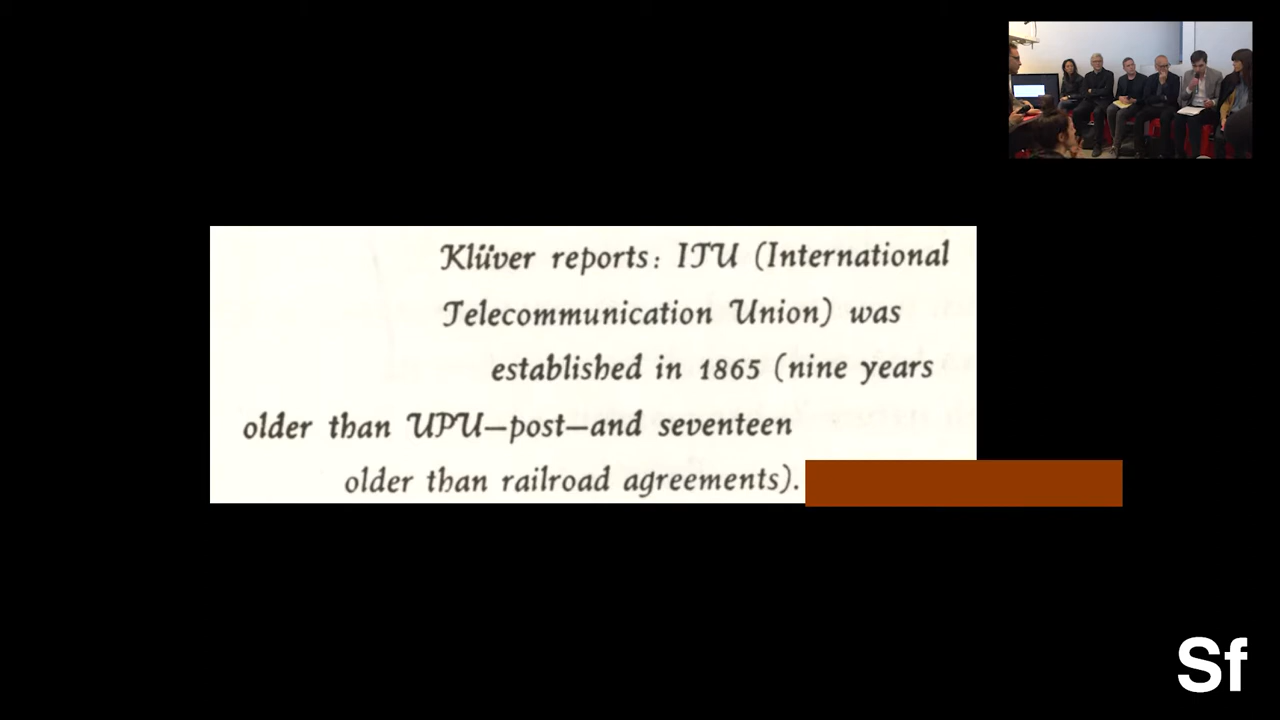 Klüver reports: ITU (International
Telecommunication Union) was
established in 1865 (nine years
older than UPU—post—and seventeen
older than railroad agreements).
Sf